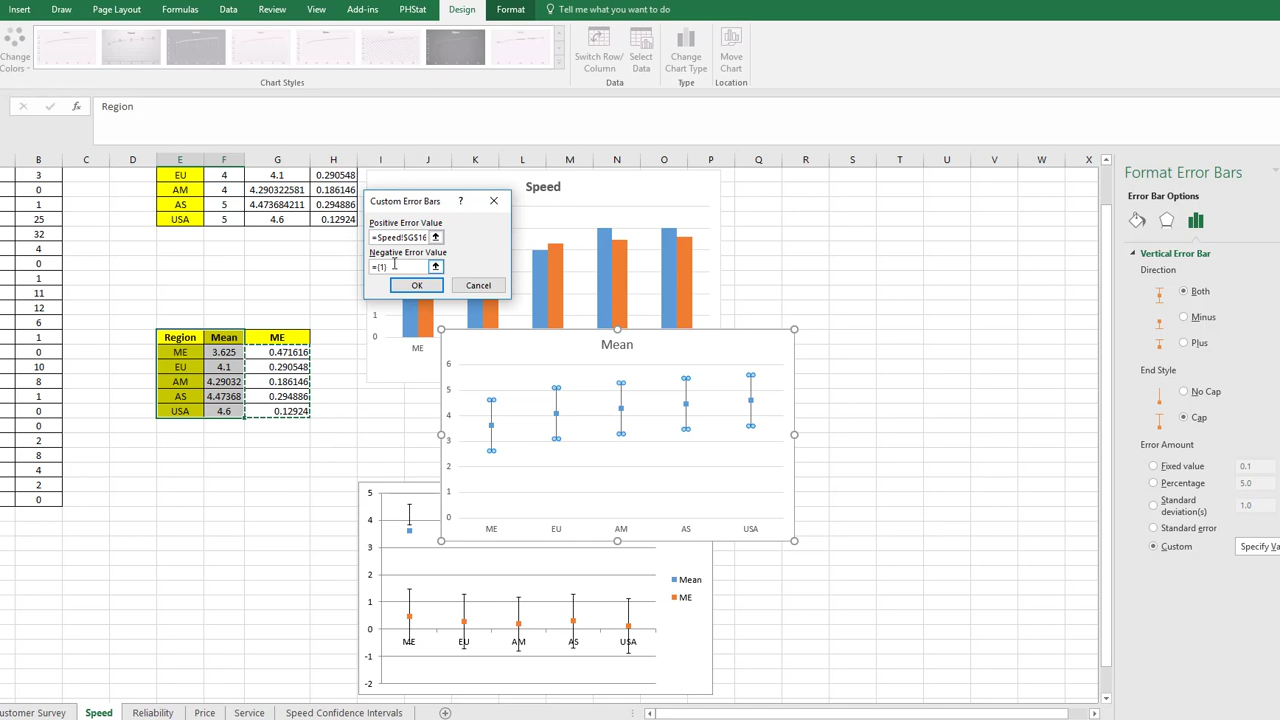 Insert Draw Page Layout Formulas Data Review View Add-ins PHStat Design Format Tell me what you want to do
Change Colors
Switch Row/ Column
Select Data
Change Chart Type
Move Chart
Chart Styles Data Type Location
fx Region
B C D E F G H I J K L M N O P Q R S T U V W X
3 EU 4 4.1 0.290548
0 AM 4 4.290322581 0.186146
1 AS 5 4.473684211 0.294886
25 USA 5 4.6 0.12924
32
4
0
1
11
12
6
1 Region Mean ME
0 ME 3.625 0.471616
10 EU 4.1 0.290548
8 AM 4.29032 0.186146
1 AS 4.47368 0.294886
0 USA 4.6 0.12924
0
2
8
4
2
0
Speed
1
0
ME
Custom Error Bars ?
Positive Error Value
=Speed!$G$16
Negative Error Value
={1}
OK Cancel
Mean
6
5
4
3
2
1
0
ME EU AM AS USA
5
4
3
2
1
0
-1
-2
ME EU AM AS USA
Mean
ME
Format Error Bars
Error Bar Options
Vertical Error Bar
Direction
Both
Minus
Plus
End Style
No Cap
Cap
Error Amount
Fixed value 0.1
Percentage 5.0
Standard deviation(s) 1.0
Standard error
Custom Specify Va
ustomer Survey Speed Reliability Price Service Speed Confidence Intervals